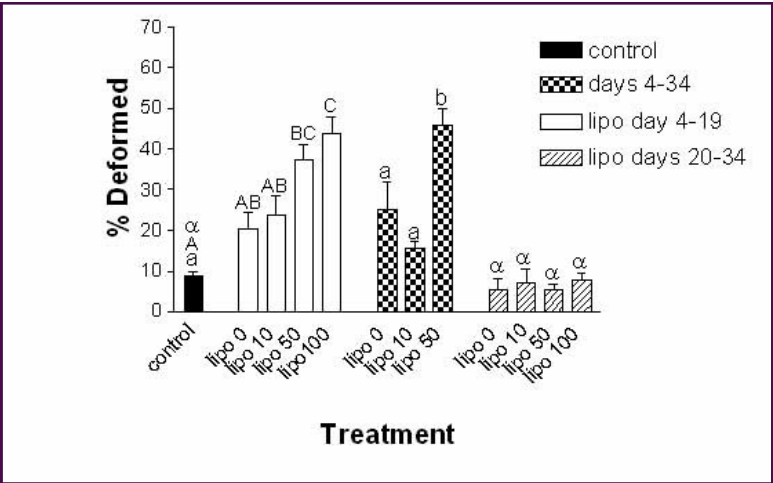 70
60
50
40
30
20
10
0
% Deformed
α
A
a
AB
AB
BC
C
a
a
b
α
α
α
α
control
lipo 0
lipo 10
lipo 50
lipo100
lipo 0
lipo 10
lipo 50
lipo 0
lipo 10
lipo 50
lipo 100
Treatment
control
days 4-34
lipo day 4-19
lipo days 20-34